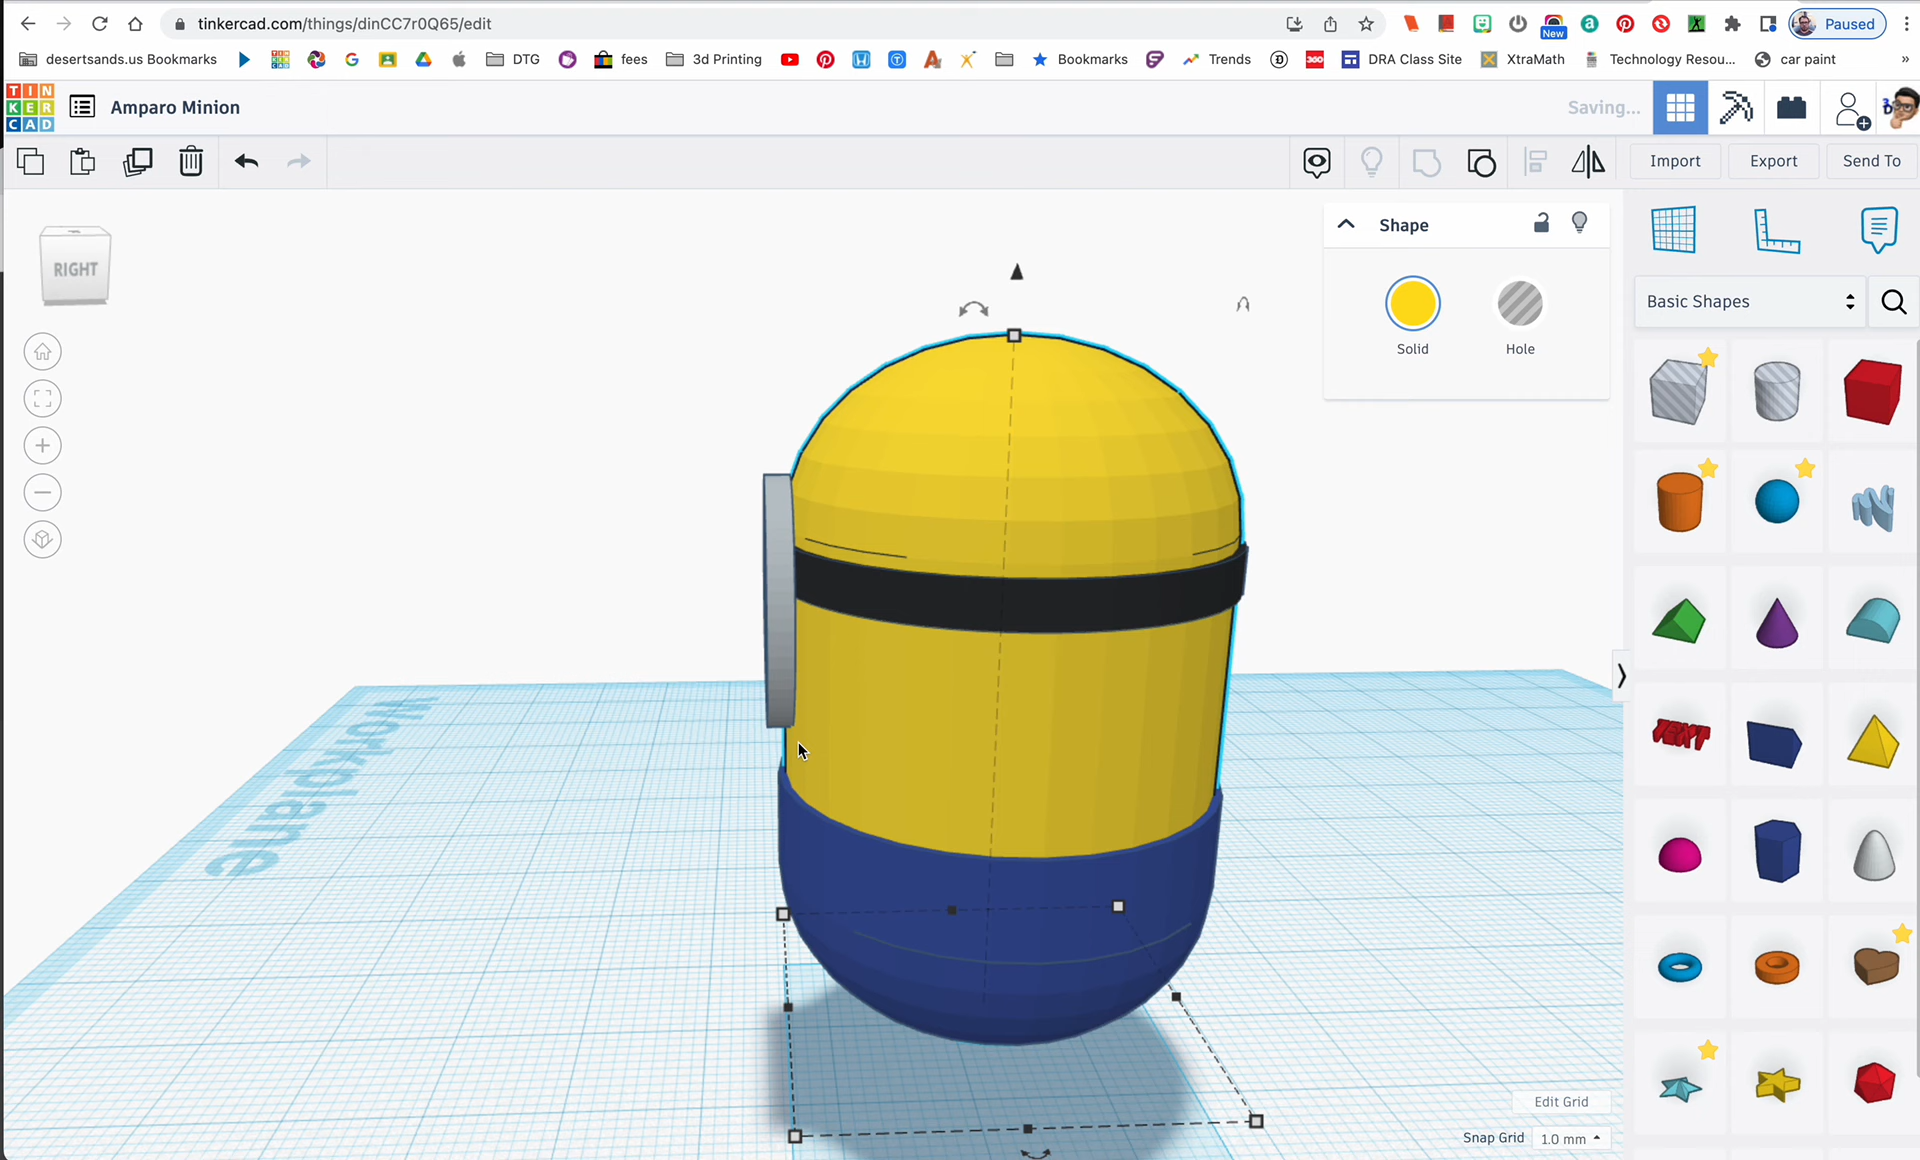 tinkercad.com/things/dinCC7r0Q65/edit
New
Paused
desertsands.us Bookmarks
DTG
fees
3d Printing
Bookmarks
Trends
DRA Class Site
XtraMath
Technology Resou...
car paint
TIN
KER
CAD
Amparo Minion
Saving...
Import
Export
Send To
RIGHT
Shape
Solid
Hole
Basic Shapes
TEXT
Workplane
Edit Grid
Snap Grid
1.0 mm